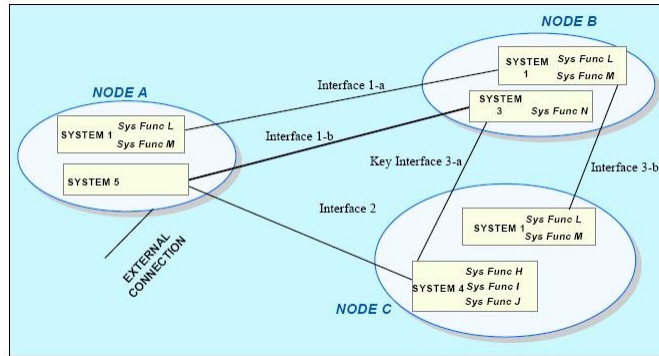 NODE B
SYSTEM
1
Sys Func L
Sys Func M
SYSTEM
3
Sys Func N
NODE A
Interface 1-a
SYSTEM 1
Sys Func L
Sys Func M
Interface 1-b
SYSTEM 5
Key Interface 3-a
Interface 3-b
Interface 2
EXTERNAL
CONNECTION
SYSTEM 1
Sys Func L
Sys Func M
SYSTEM 4
Sys Func H
Sys Func I
Sys Func J
NODE C